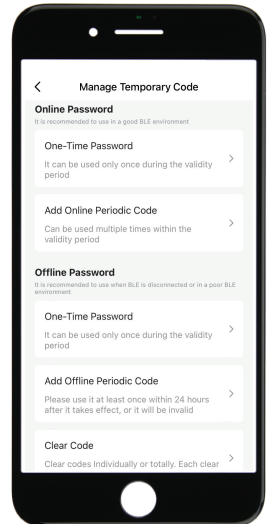 Manage Temporary Code
Online Password
It is recommended to use in a good BLE environment
One-Time Password
It can be used only once during the validity
period
Add Online Periodic Code
Can be used multiple times within the
validity period
Offline Password
It is recommended to use when BLE is disconnected or in a poor BLE
environment
One-Time Password
It can be used only once during the validity
period
Add Offline Periodic Code
Please use it at least once within 24 hours
after it takes effect, or it will be invalid
Clear Code
Clear codes Individually or totally. Each clear